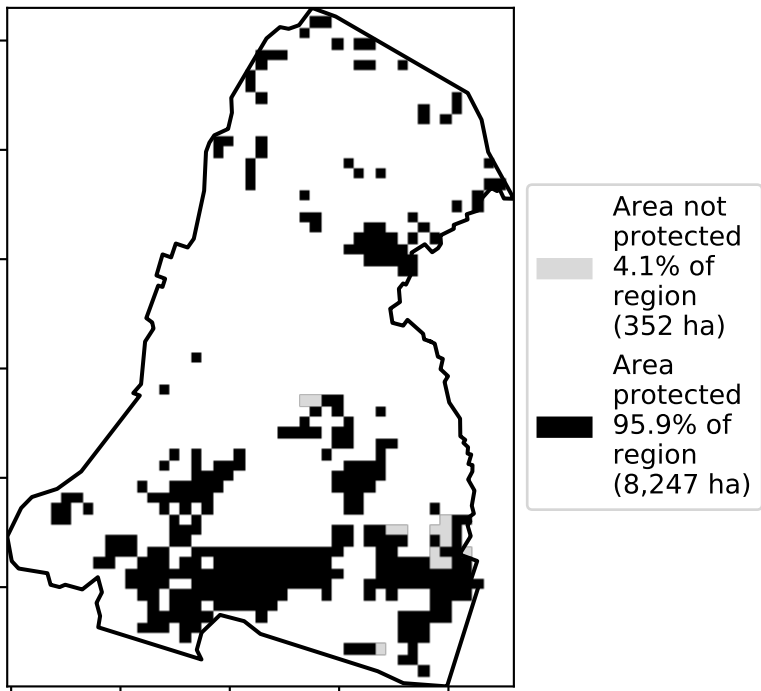 Area not
protected
4.1% of
region
(352 ha)
Area
protected
95.9% of
region
(8,247 ha)